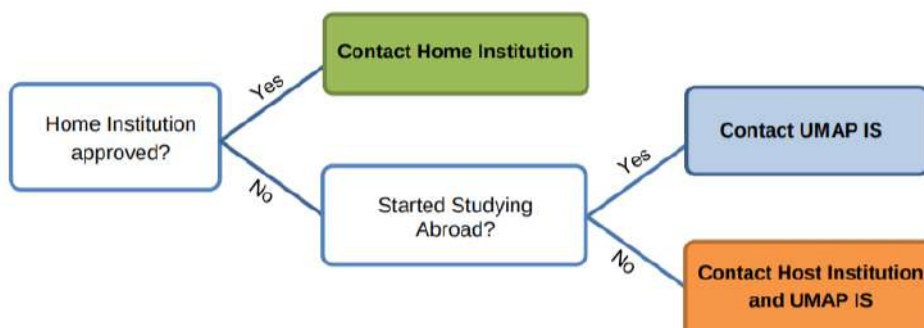 Contact Home Institution
Yes
Home Institution
approved?
No
Contact UMAP IS
Yes
Started Studying
Abroad?
No
Contact Host Institution
and UMAP IS